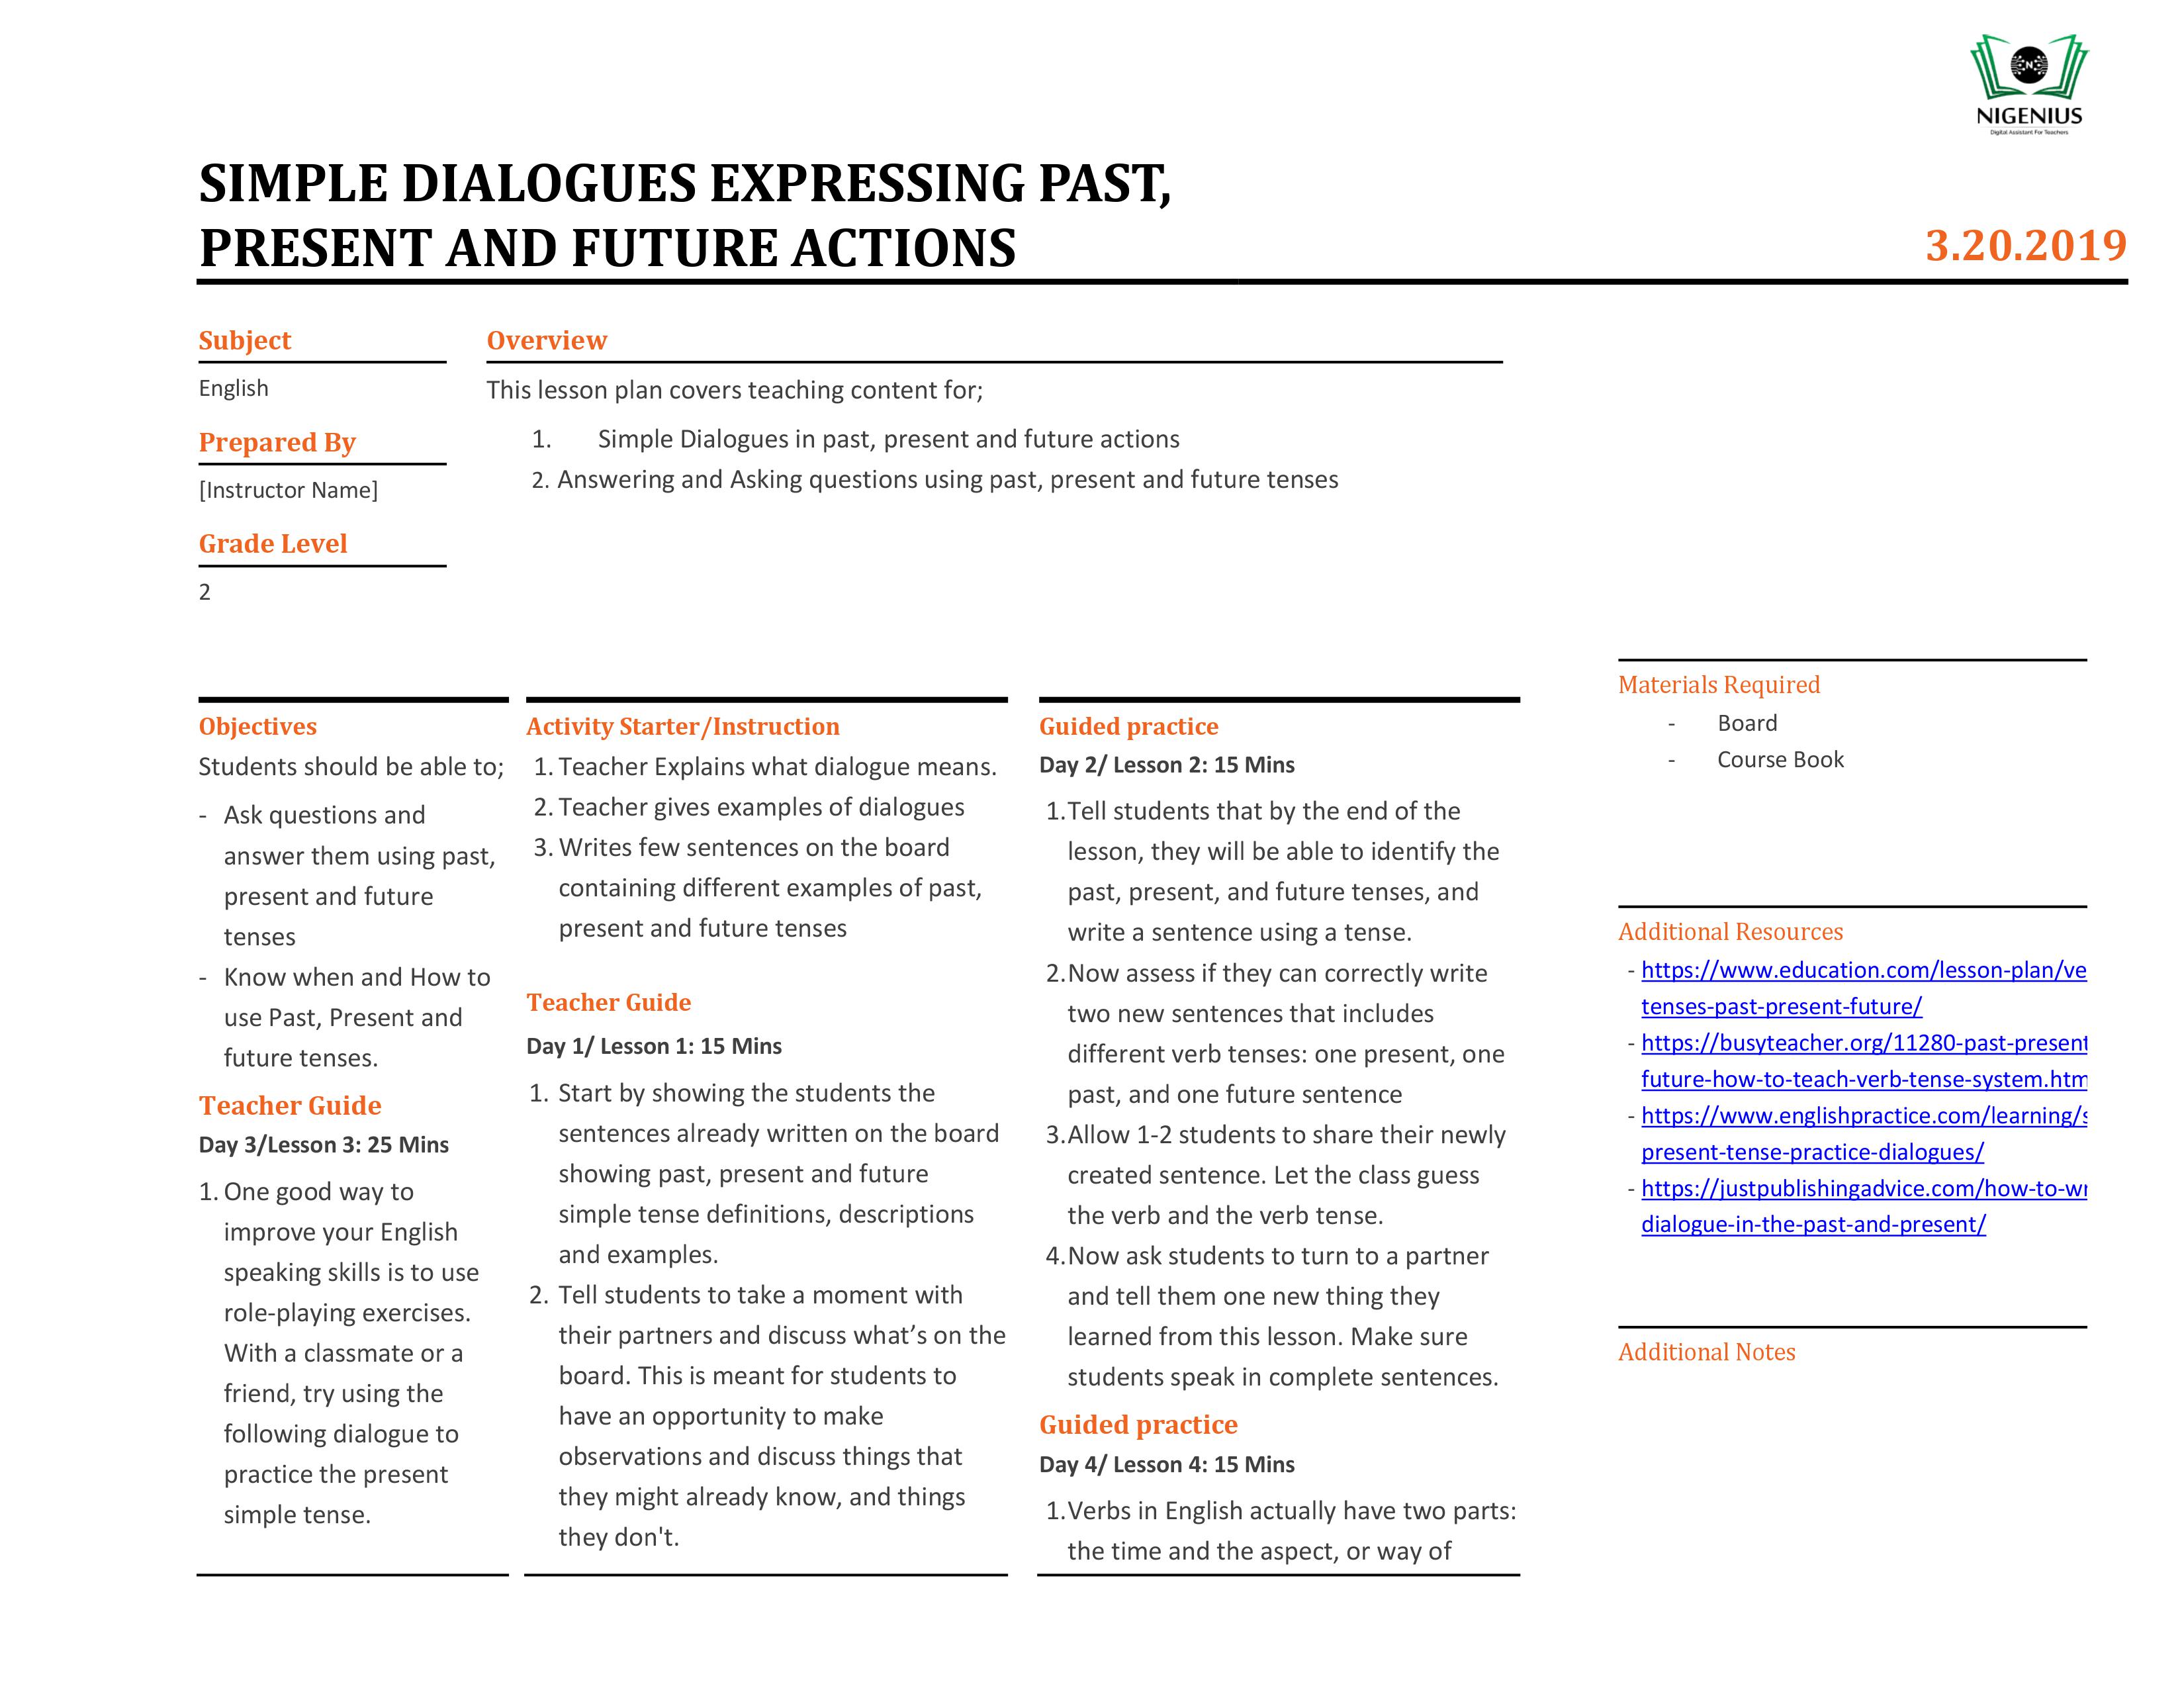 NIGENIUS
Digital Assistant For Teachers
SIMPLE DIALOGUES EXPRESSING PAST,
PRESENT AND FUTURE ACTIONS
3.20.2019
Subject
English
Prepared By
[Instructor Name]
Grade Level
2
Overview
This lesson plan covers teaching content for;
1. Simple Dialogues in past, present and future actions
2. Answering and Asking questions using past, present and future tenses
Objectives
Students should be able to;
- Ask questions and
answer them using past,
present and future
tenses
- Know when and How to
use Past, Present and
future tenses.
Teacher Guide
Day 3/Lesson 3: 25 Mins
1. One good way to
improve your English
speaking skills is to use
role-playing exercises.
With a classmate or a
friend, try using the
following dialogue to
practice the present
simple tense.
Activity Starter/Instruction
1. Teacher Explains what dialogue means.
2. Teacher gives examples of dialogues
3. Writes few sentences on the board
containing different examples of past,
present and future tenses
Teacher Guide
Day 1/ Lesson 1: 15 Mins
1. Start by showing the students the
sentences already written on the board
showing past, present and future
simple tense definitions, descriptions
and examples.
2. Tell students to take a moment with
their partners and discuss what’s on the
board. This is meant for students to
have an opportunity to make
observations and discuss things that
they might already know, and things
they don't.
Guided practice
Day 2/ Lesson 2: 15 Mins
1.Tell students that by the end of the
lesson, they will be able to identify the
past, present, and future tenses, and
write a sentence using a tense.
2.Now assess if they can correctly write
two new sentences that includes
different verb tenses: one present, one
past, and one future sentence
3.Allow 1-2 students to share their newly
created sentence. Let the class guess
the verb and the verb tense.
4.Now ask students to turn to a partner
and tell them one new thing they
learned from this lesson. Make sure
students speak in complete sentences.
Guided practice
Day 4/ Lesson 4: 15 Mins
1.Verbs in English actually have two parts:
the time and the aspect, or way of
Materials Required
- Board
- Course Book
Additional Resources
- https://www.education.com/lesson-plan/ve
tenses-past-present-future/
- https://busyteacher.org/11280-past-present
future-how-to-teach-verb-tense-system.htm
- https://www.englishpractice.com/learning/s
present-tense-practice-dialogues/
- https://justpublishingadvice.com/how-to-wr
dialogue-in-the-past-and-present/
Additional Notes